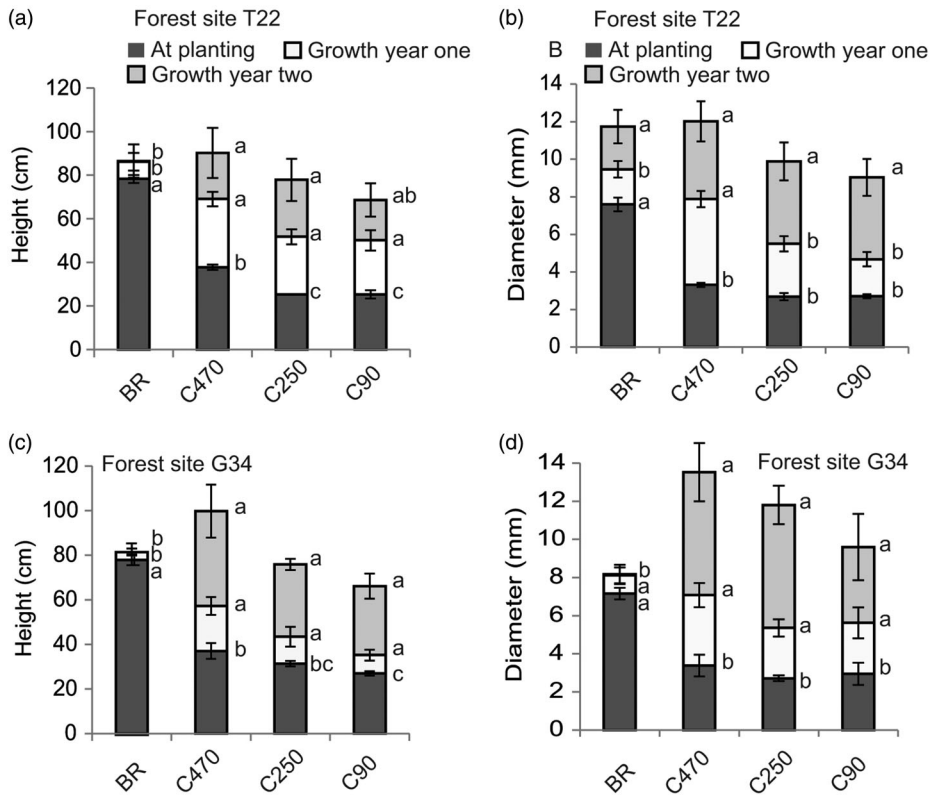 (a)
Forest site T22
At planting
Growth year one
Growth year two
120
100
80
60
40
20
0
Height (cm)
b
b
a
a
a
b
a
a
c
ab
a
c
BR
C470
C250
C90
(b)
Forest site T22
B
At planting
Growth year one
Growth year two
14
12
10
8
6
4
2
0
Diameter (mm)
a
b
a
a
a
b
a
b
b
a
b
b
BR
C470
C250
C90
(c)
Forest site G34
120
100
80
60
40
20
0
Height (cm)
b
b
a
a
a
b
a
a
bc
a
a
c
BR
C470
C250
C90
(d)
Forest site G34
14
12
10
8
6
4
2
0
Diameter (mm)
b
a
a
a
a
b
a
a
b
a
a
b
BR
C470
C250
C90